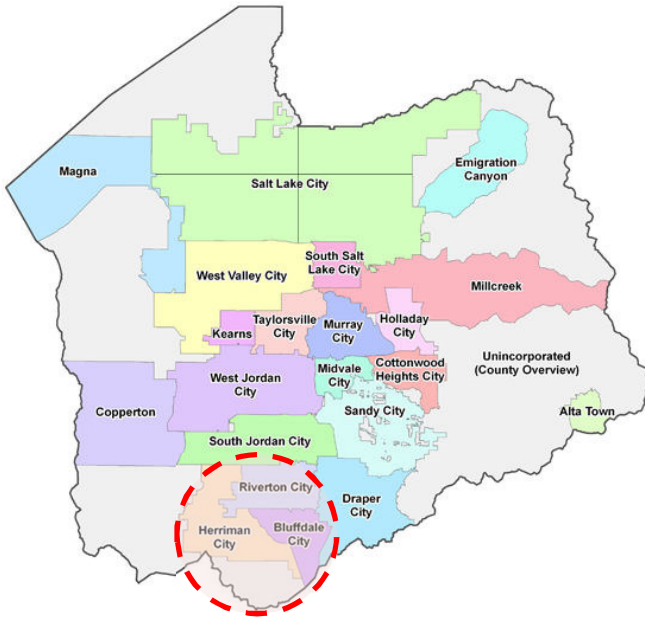 Magna
Salt Lake City
Emigration
Canyon
West Valley City
South Salt
Lake City
Millcreek
Kearns
Taylorsville
City
Murray
City
Holladay
City
Unincorporated
(County Overview)
Copperton
West Jordan
City
Midvale
City
Cottonwood
Heights City
Sandy City
Alta Town
South Jordan City
Riverton City
Herriman
City
Bluffdale
City
Draper
City